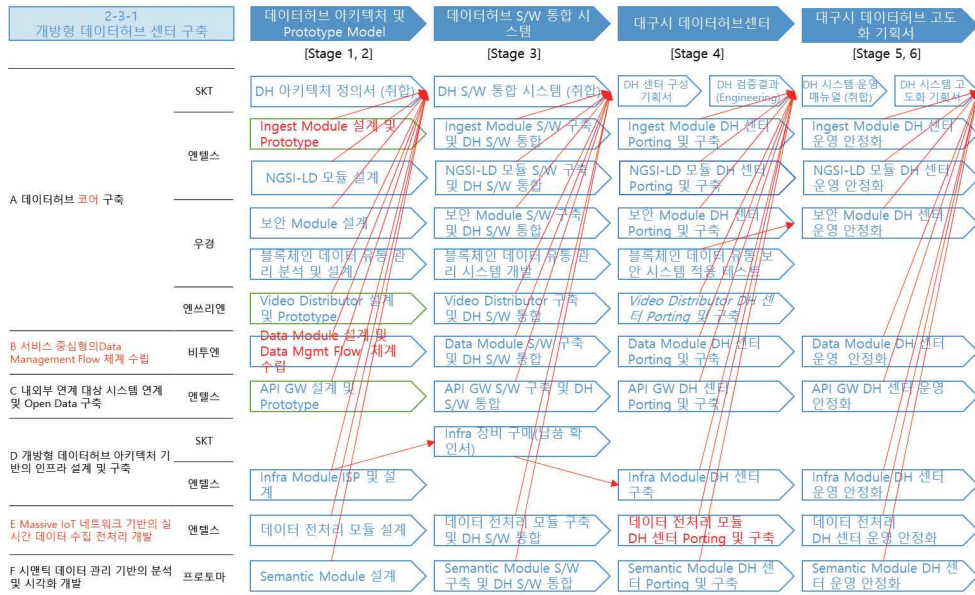 2-3-1
개방형 데이터허브 센터 구축
데이터허브 아키텍처 및
Prototype Model
데이터허브 S/W 통합 시
스템
대구시 데이터허브센터
대구시 데이터허브 고도
화 기획서
[Stage 1, 2]
[Stage 3]
[Stage 4]
[Stage 5, 6]
SKT
DH 아키텍처 정의서 (취합)
DH S/W 통합 시스템 (취합)
DH 센터 구성
기획서
DH 검증결과
(Engineering)
DH 시스템 운영
매뉴얼 (취합)
DH 시스템 고
도화 기획서
A 데이터허브 코어 구축
엔텔스
Ingest Module 설계 및
Prototype
Ingest Module S/W 구축
및 DH S/W 통합
Ingest Module DH 센터
Porting 및 구축
Ingest Module DH 센터
운영 안정화
NGSI-LD 모듈 설계
NGSI-LD 모듈 S/W 구축
및 DH S/W 통합
NGSI-LD 모듈 DH 센터
Porting 및 구축
NGSI-LD 모듈 DH 센터
운영 안정화
우경
보안 Module 설계
보안 Module S/W 구축
및 DH S/W 통합
보안 Module DH 센터
Porting 및 구축
보안 Module DH 센터
운영 안정화
블록체인 데이터 유통 관
리 분석 및 설계
블록체인 데이터 유통 관
리 시스템 개발
블록체인 데이터 유통 보
안 시스템 적용 테스트
엔쓰리엔
Video Distributor 설계
및 Prototype
Video Distributor 구축
및 DH S/W 통합
Video Distributor DH 센
터 Porting 및 구축
B 서비스 중심형의Data
Management Flow 체계 수립
비투엔
Data Module 설계 및
Data Mgmt Flow 체계
수립
Data Module S/W 구축
및 DH S/W 통합
Data Module DH 센터
Porting 및 구축
Data Module DH 센터
운영 안정화
C 내외부 연계 대상 시스템 연계
및 Open Data 구축
엔텔스
API GW 설계 및
Prototype
API GW S/W 구축 및 DH
S/W 통합
API GW DH 센터
Porting 및 구축
API GW DH 센터 운영
안정화
D 개방형 데이터허브 아키텍처 기
반의 인프라 설계 및 구축
SKT
Infra 장비 구매(납품 확
인서)
엔텔스
Infra Module ISP 및 설
계
Infra Module DH 센터
구축
Infra Module DH 센터
운영 안정화
E Massive IoT 네트워크 기반의 실
시간 데이터 수집 전처리 개발
엔텔스
데이터 전처리 모듈 설계
데이터 전처리 모듈 구축
및 DH S/W 통합
데이터 전처리 모듈
DH 센터 Porting 및 구축
데이터 전처리
DH 센터 운영 안정화
F 시맨틱 데이터 관리 기반의 분석
및 시각화 개발
프로토마
Semantic Module 설계
Semantic Module S/W
구축 및 DH S/W 통합
Semantic Module DH 센
터 Porting 및 구축
Semantic Module DH 센
터 운영 안정화